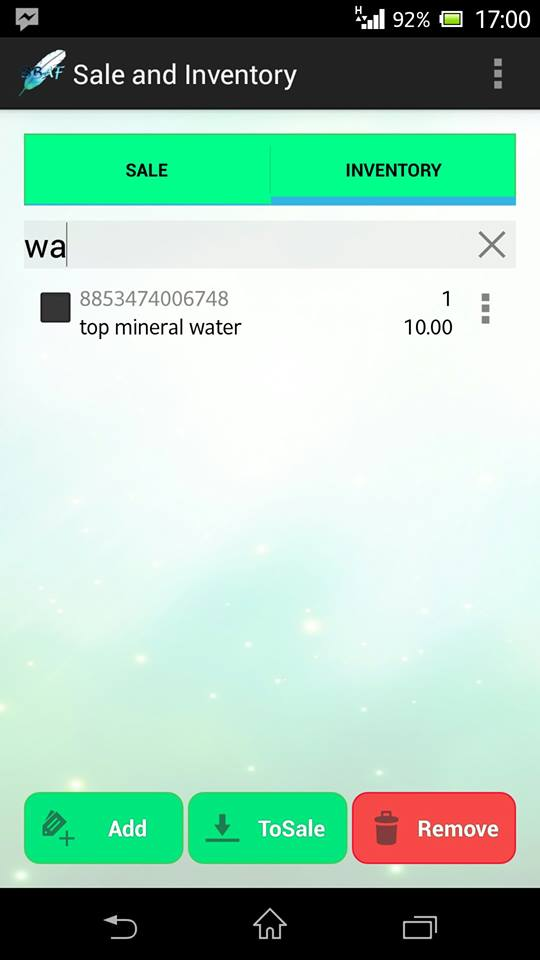 H 92% 17:00
SBAF Sale and Inventory
SALE INVENTORY
wa
8853474006748 1
top mineral water 10.00
Add ToSale Remove